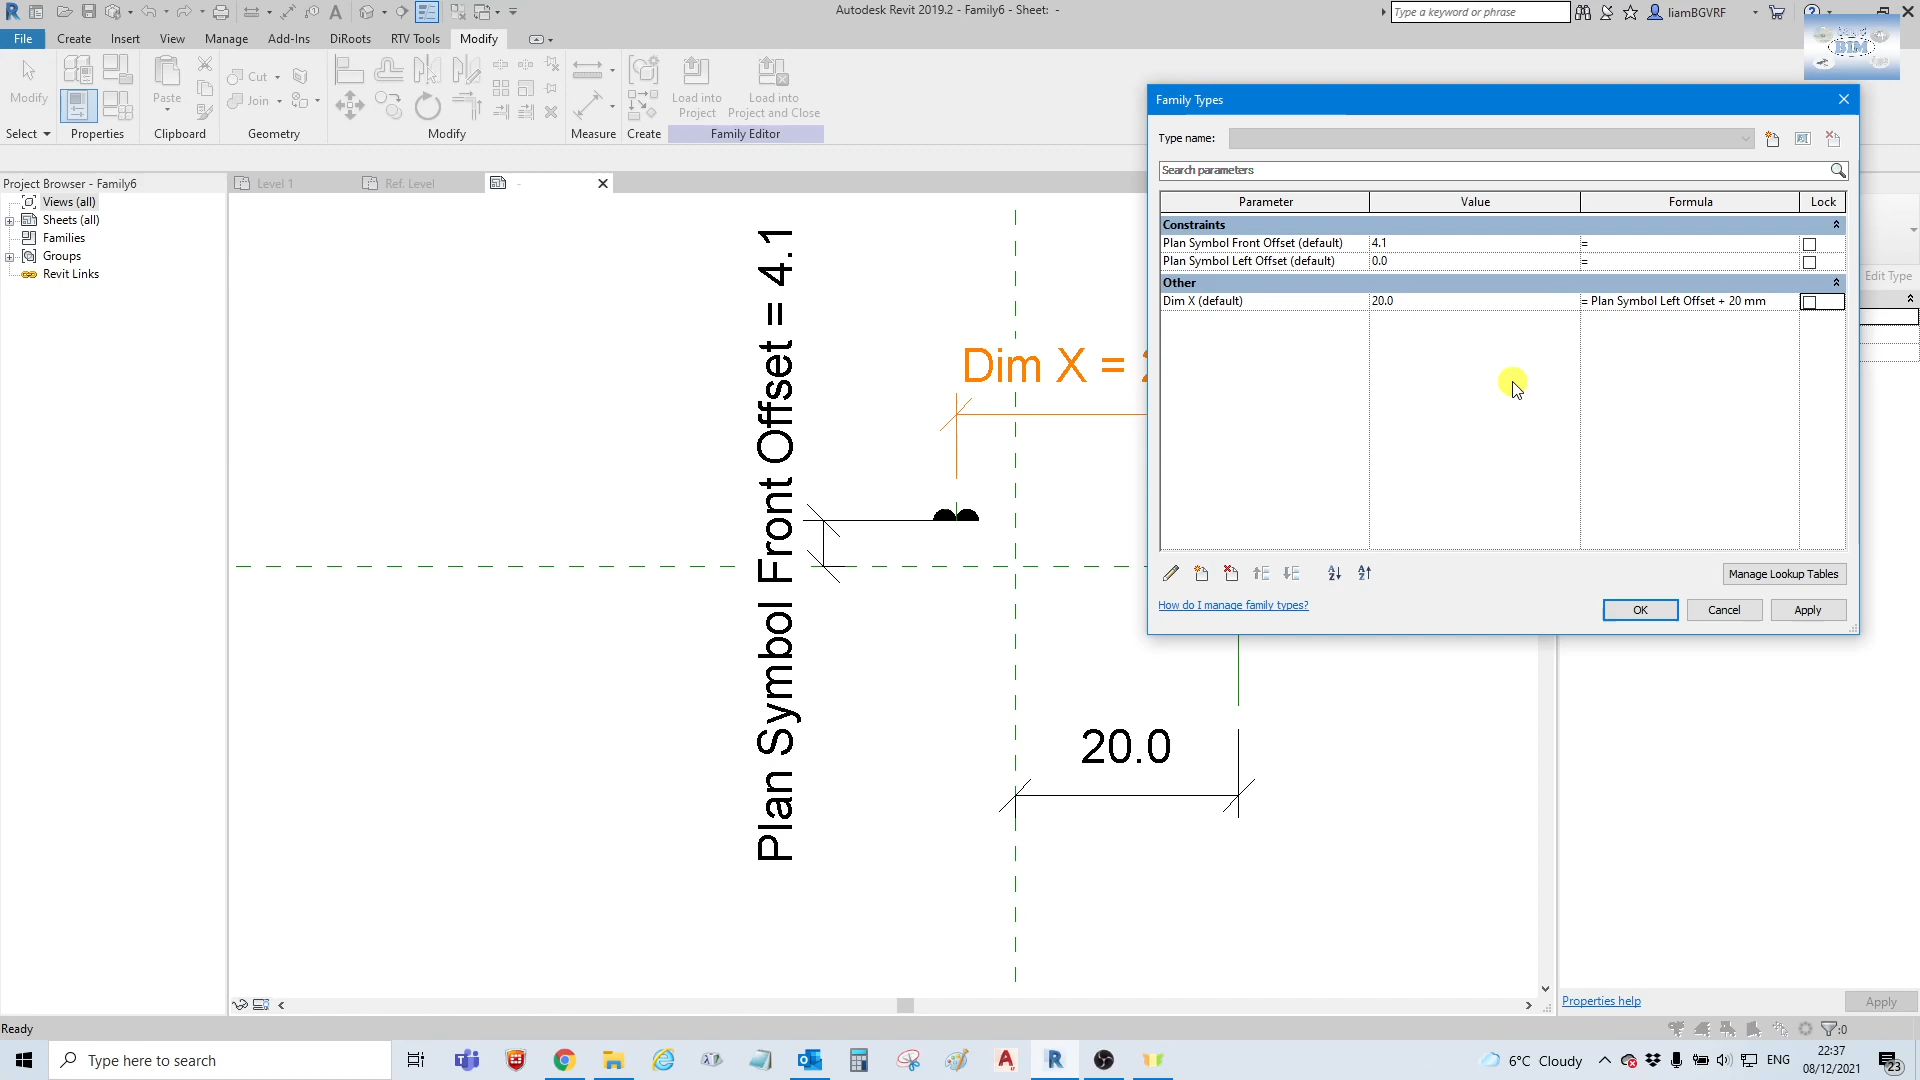 Autodesk Revit 2019.2 - Family6 - Sheet: -
Type a keyword or phrase
liamBGVRF
BIM
File
Create
Insert
View
Manage
Add-Ins
DiRoots
RTV Tools
Modify
Modify
Paste
Cut
Join
Load into
Project
Load into
Project and Close
Select
Properties
Clipboard
Geometry
Modify
Measure
Create
Family Editor
Project Browser - Family6
Views (all)
Sheets (all)
Families
Groups
Revit Links
Level 1
Ref. Level
-
Plan Symbol Front Offset = 4.1
Dim X =
20.0
Family Types
Type name:
Search parameters
Parameter
Value
Formula
Lock
Constraints
Plan Symbol Front Offset (default)
4.1
=
Plan Symbol Left Offset (default)
0.0
=
Other
Dim X (default)
20.0
= Plan Symbol Left Offset + 20 mm
Manage Lookup Tables
How do I manage family types?
OK
Cancel
Apply
Edit Type
Properties help
Apply
Ready
:0
Type here to search
6°C Cloudy
ENG
22:37
08/12/2021
23